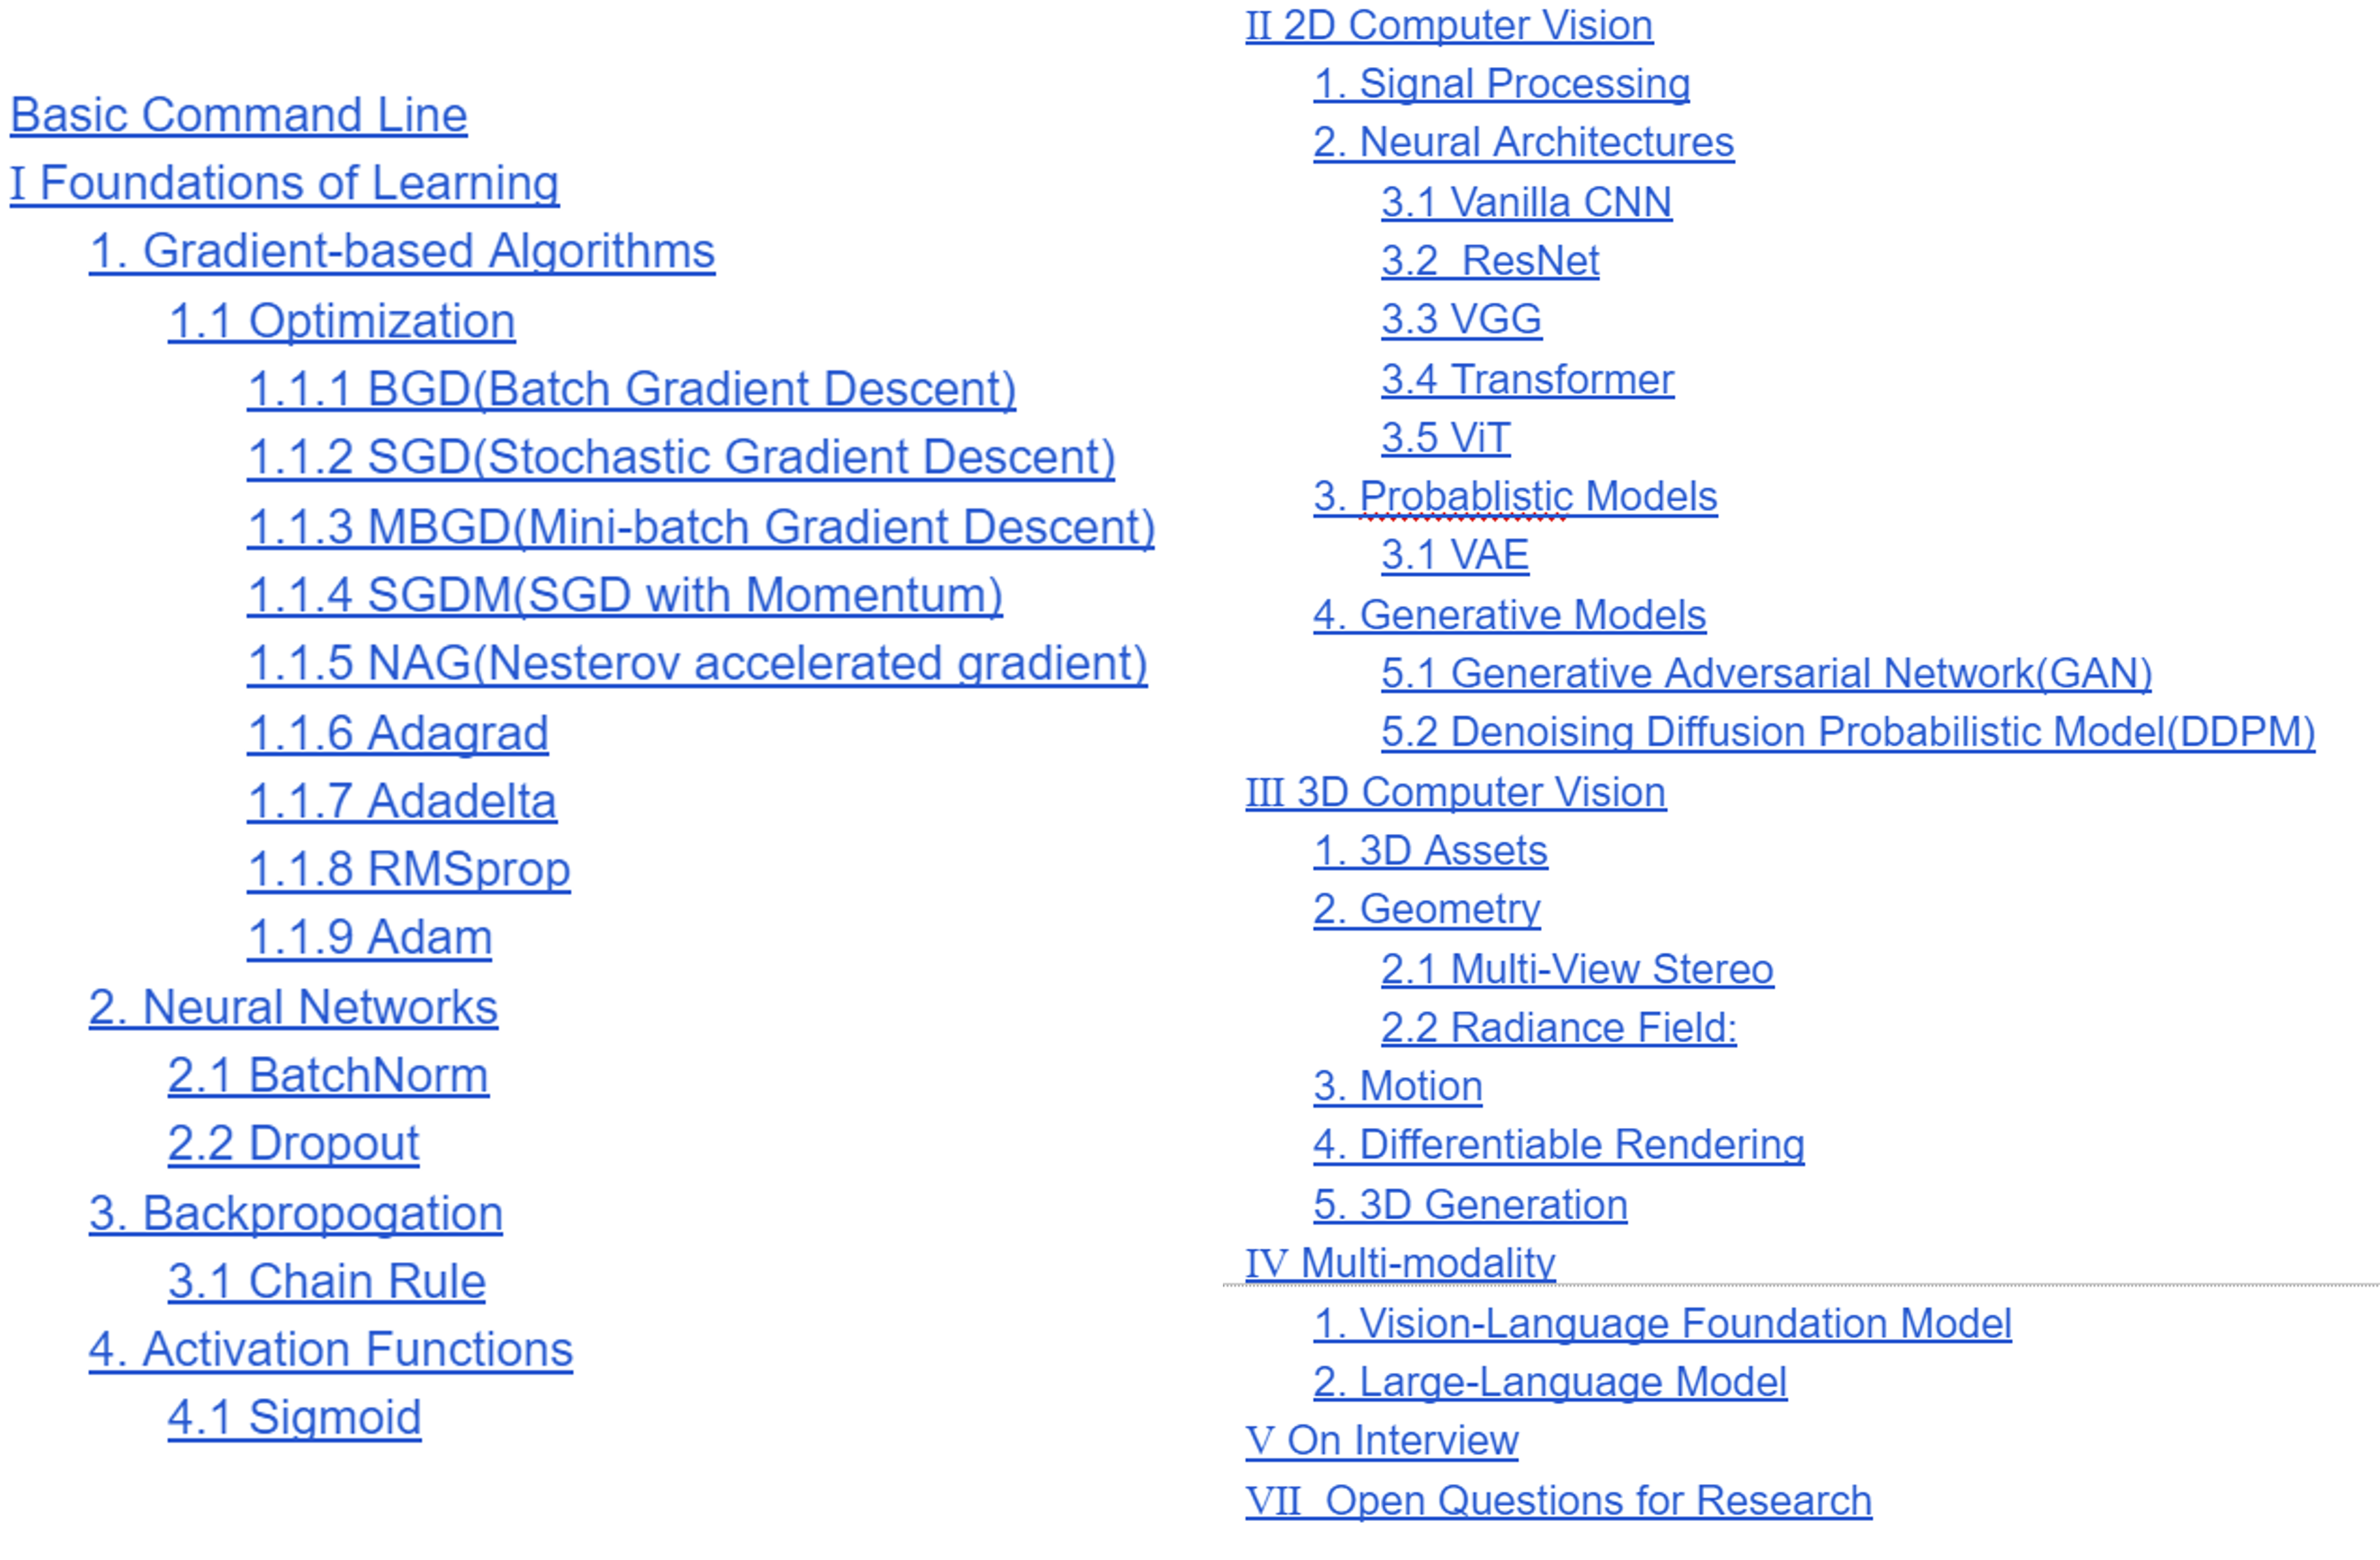 Basic Command Line
I Foundations of Learning
1. Gradient-based Algorithms
1.1 Optimization
1.1.1 BGD(Batch Gradient Descent)
1.1.2 SGD(Stochastic Gradient Descent)
1.1.3 MBGD(Mini-batch Gradient Descent)
1.1.4 SGDM(SGD with Momentum)
1.1.5 NAG(Nesterov accelerated gradient)
1.1.6 Adagrad
1.1.7 Adadelta
1.1.8 RMSprop
1.1.9 Adam
2. Neural Networks
2.1 BatchNorm
2.2 Dropout
3. Backpropogation
3.1 Chain Rule
4. Activation Functions
4.1 Sigmoid
II 2D Computer Vision
1. Signal Processing
2. Neural Architectures
3.1 Vanilla CNN
3.2  ResNet
3.3 VGG
3.4 Transformer
3.5 ViT
3. Probablistic Models
3.1 VAE
4. Generative Models
5.1 Generative Adversarial Network(GAN)
5.2 Denoising Diffusion Probabilistic Model(DDPM)
III 3D Computer Vision
1. 3D Assets
2. Geometry
2.1 Multi-View Stereo
2.2 Radiance Field:
3. Motion
4. Differentiable Rendering
5. 3D Generation
IV Multi-modality
1. Vision-Language Foundation Model
2. Large-Language Model
V On Interview
VII  Open Questions for Research